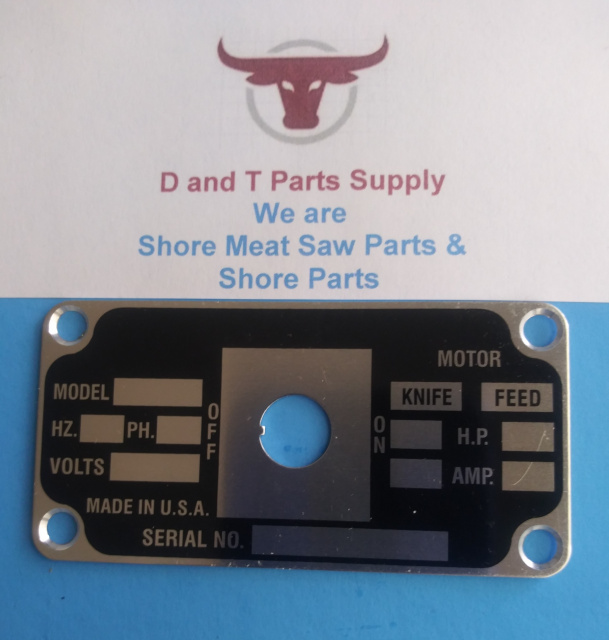 D and T Parts Supply
We are
Shore Meat Saw Parts &
Shore Parts
MOTOR
MODEL
KNIFE FEED
HZ. PH.
OFF
ON
H.P.
VOLTS
AMP.
MADE IN U.S.A.
SERIAL NO.